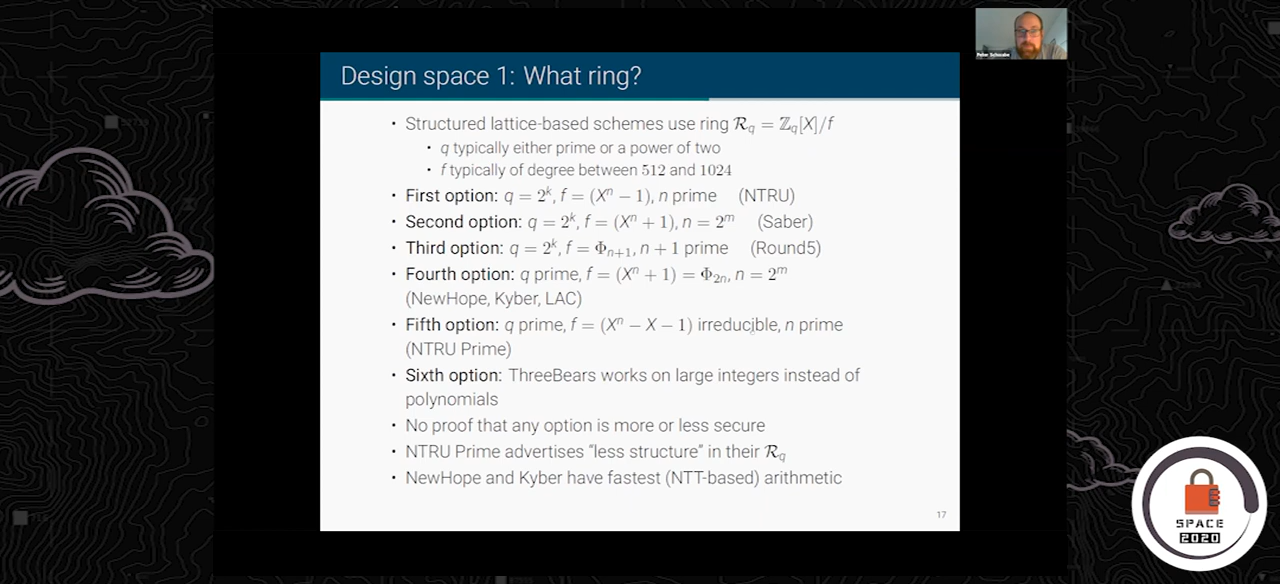 Peter Schwabe
Design space 1: What ring?
• Structured lattice-based schemes use ring 𝓡q = ℤq[X]/f
• q typically either prime or a power of two
• f typically of degree between 512 and 1024
• First option: q = 2^k, f = (X^n − 1), n prime (NTRU)
• Second option: q = 2^k, f = (X^n + 1), n = 2^m (Saber)
• Third option: q = 2^k, f = Φ_{n+1}, n + 1 prime (Round5)
• Fourth option: q prime, f = (X^n + 1) = Φ_{2n}, n = 2^m
(NewHope, Kyber, LAC)
• Fifth option: q prime, f = (X^n − X − 1) irreducible, n prime
(NTRU Prime)
• Sixth option: ThreeBears works on large integers instead of
polynomials
• No proof that any option is more or less secure
• NTRU Prime advertises “less structure” in their 𝓡q
• NewHope and Kyber have fastest (NTT-based) arithmetic
17
SPACE
2020